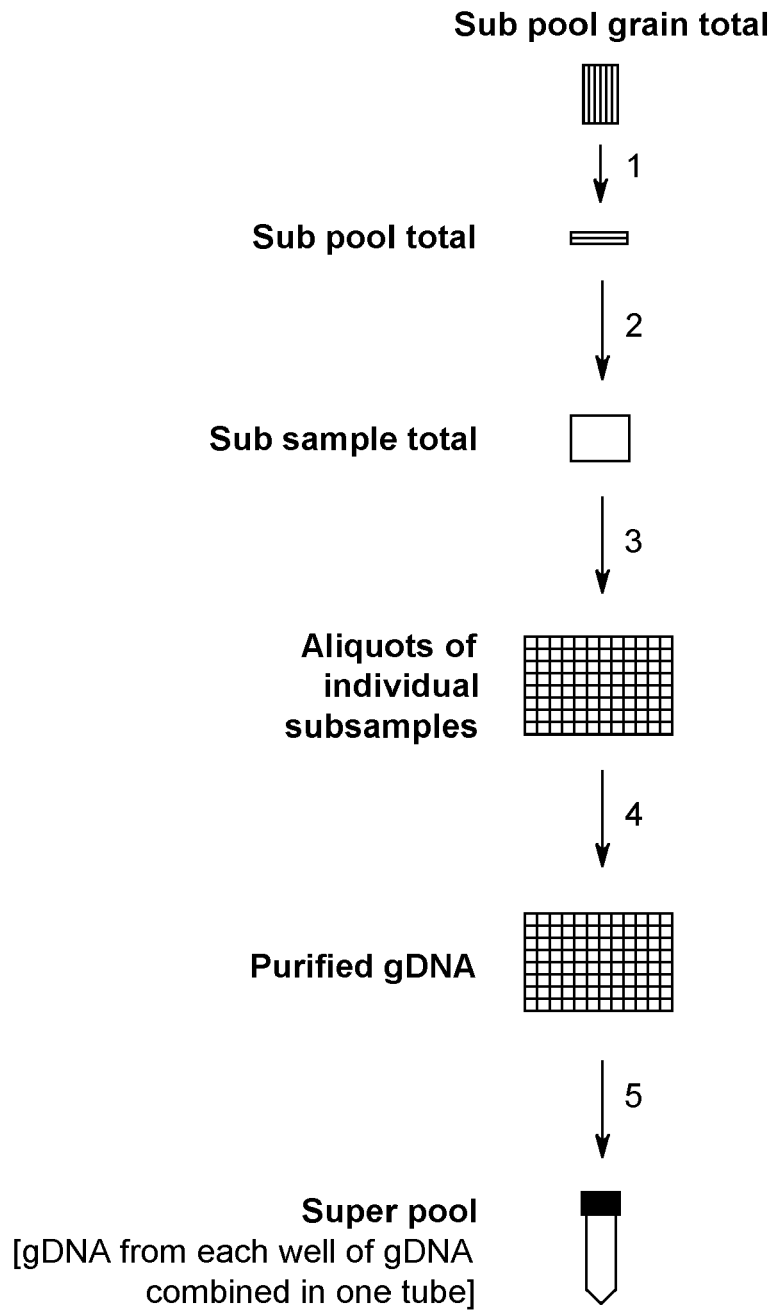 Sub pool grain total
1
Sub pool total
2
Sub sample total
3
Aliquots of
individual
subsamples
4
Purified gDNA
5
Super pool
[gDNA from each well of gDNA
combined in one tube]